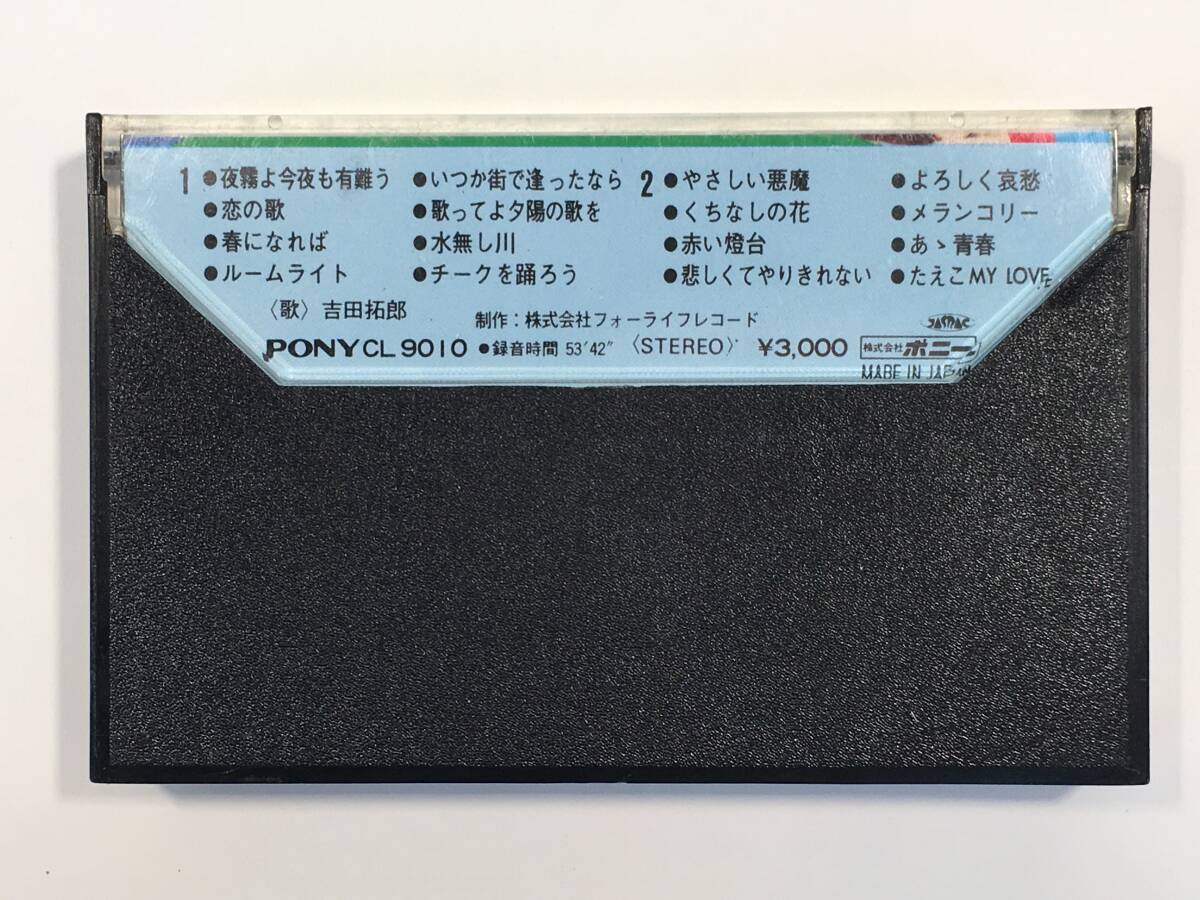 1 ●夜霧よ今夜も有難う ●いつか街で逢ったなら 2 ●やさしい悪魔 ●よろしく哀愁
●恋の歌 ●歌ってよ夕陽の歌を ●くちなしの花 ●メランコリー
●春になれば ●水無し川 ●赤い燈台 ●あゝ青春
●ルームライト ●チークを踊ろう ●悲しくてやりきれない ●たえこMY LOVE
〈歌〉吉田拓郎 制作：株式会社フォーライフレコード JASRAC
PONY CL 9010 ●録音時間 53′42″ 〈STEREO〉 ¥3,000 株式会社 ポニー
MADE IN JAPAN